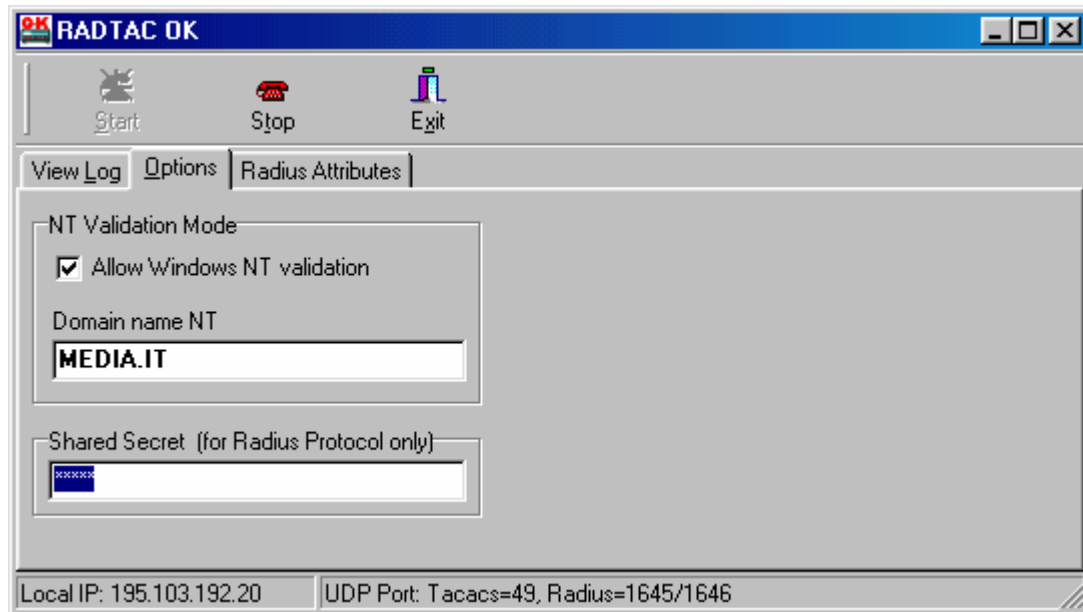 RADTAC OK
Start Stop Exit
View Log Options Radius Attributes
NT Validation Mode
Allow Windows NT validation
Domain name NT
MEDIA.IT
Shared Secret (for Radius Protocol only)
*****
Local IP: 195.103.192.20 UDP Port: Tacacs=49, Radius=1645/1646